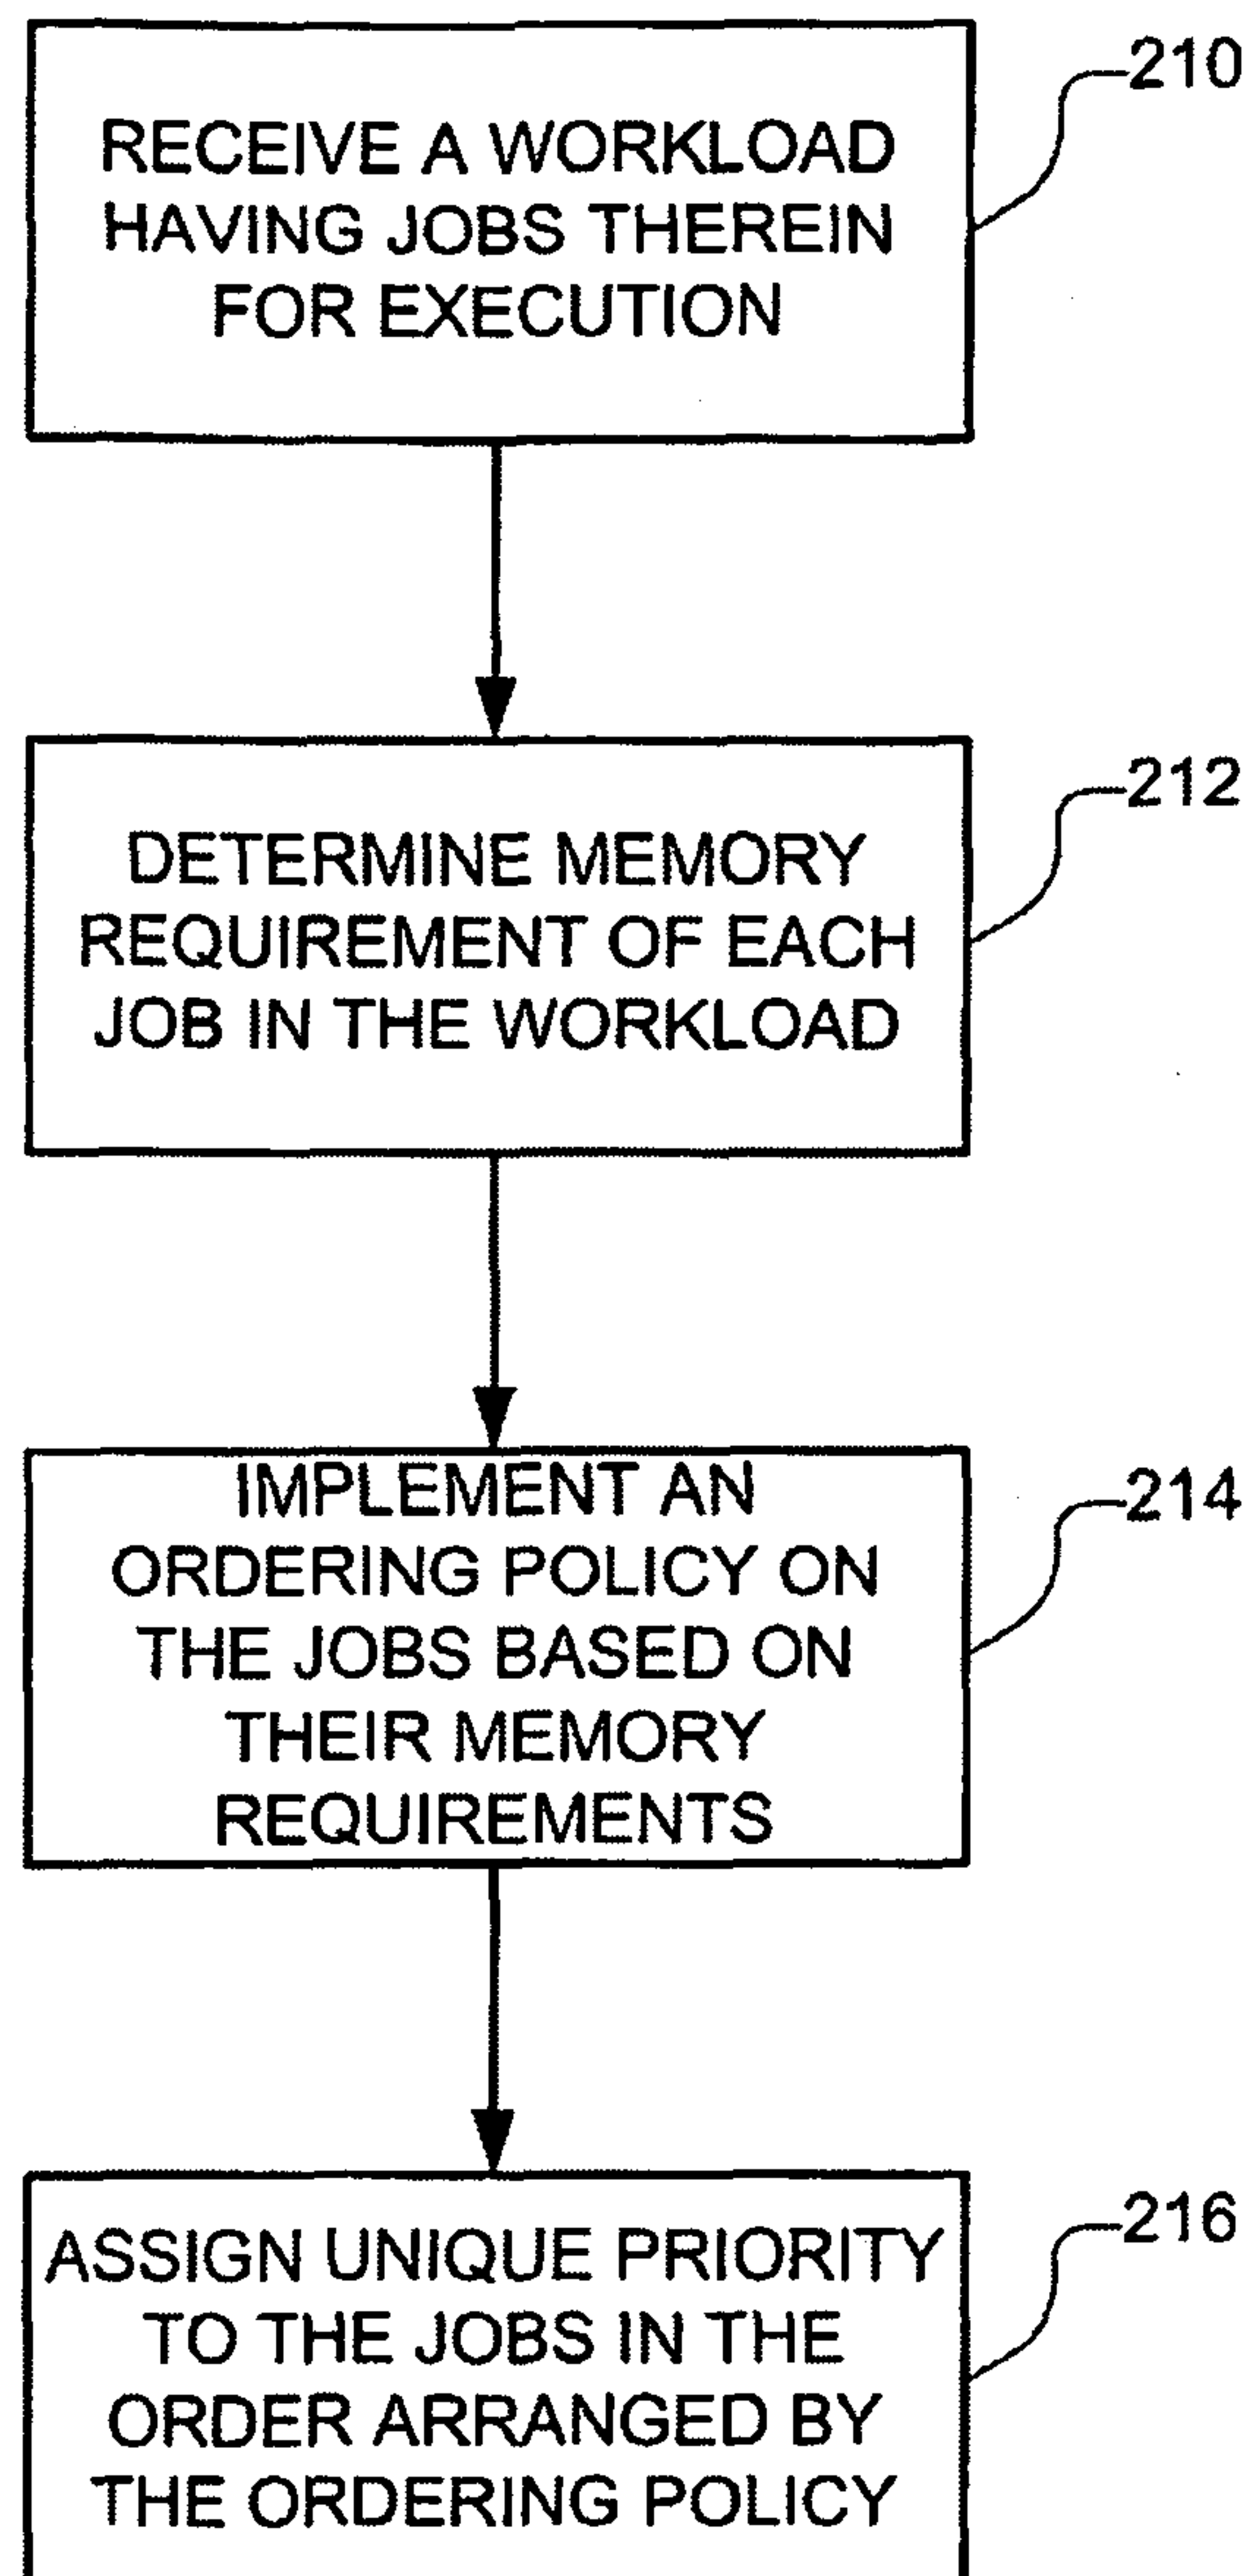 210
RECEIVE A WORKLOAD
HAVING JOBS THEREIN
FOR EXECUTION
212
DETERMINE MEMORY
REQUIREMENT OF EACH
JOB IN THE WORKLOAD
214
IMPLEMENT AN
ORDERING POLICY ON
THE JOBS BASED ON
THEIR MEMORY
REQUIREMENTS
216
ASSIGN UNIQUE PRIORITY
TO THE JOBS IN THE
ORDER ARRANGED BY
THE ORDERING POLICY